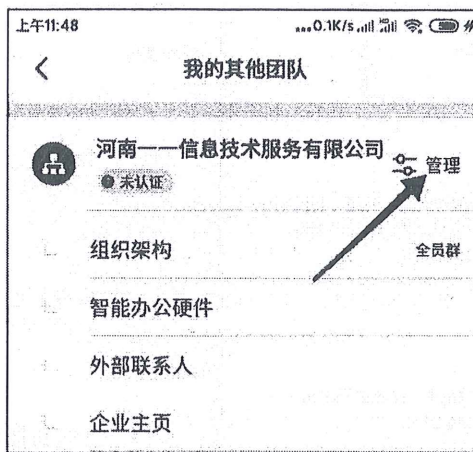 上午11:48
...0.1K/s
我的其他团队
河南一一信息技术服务有限公司
未认证
管理
组织架构
全员群
智能办公硬件
外部联系人
企业主页